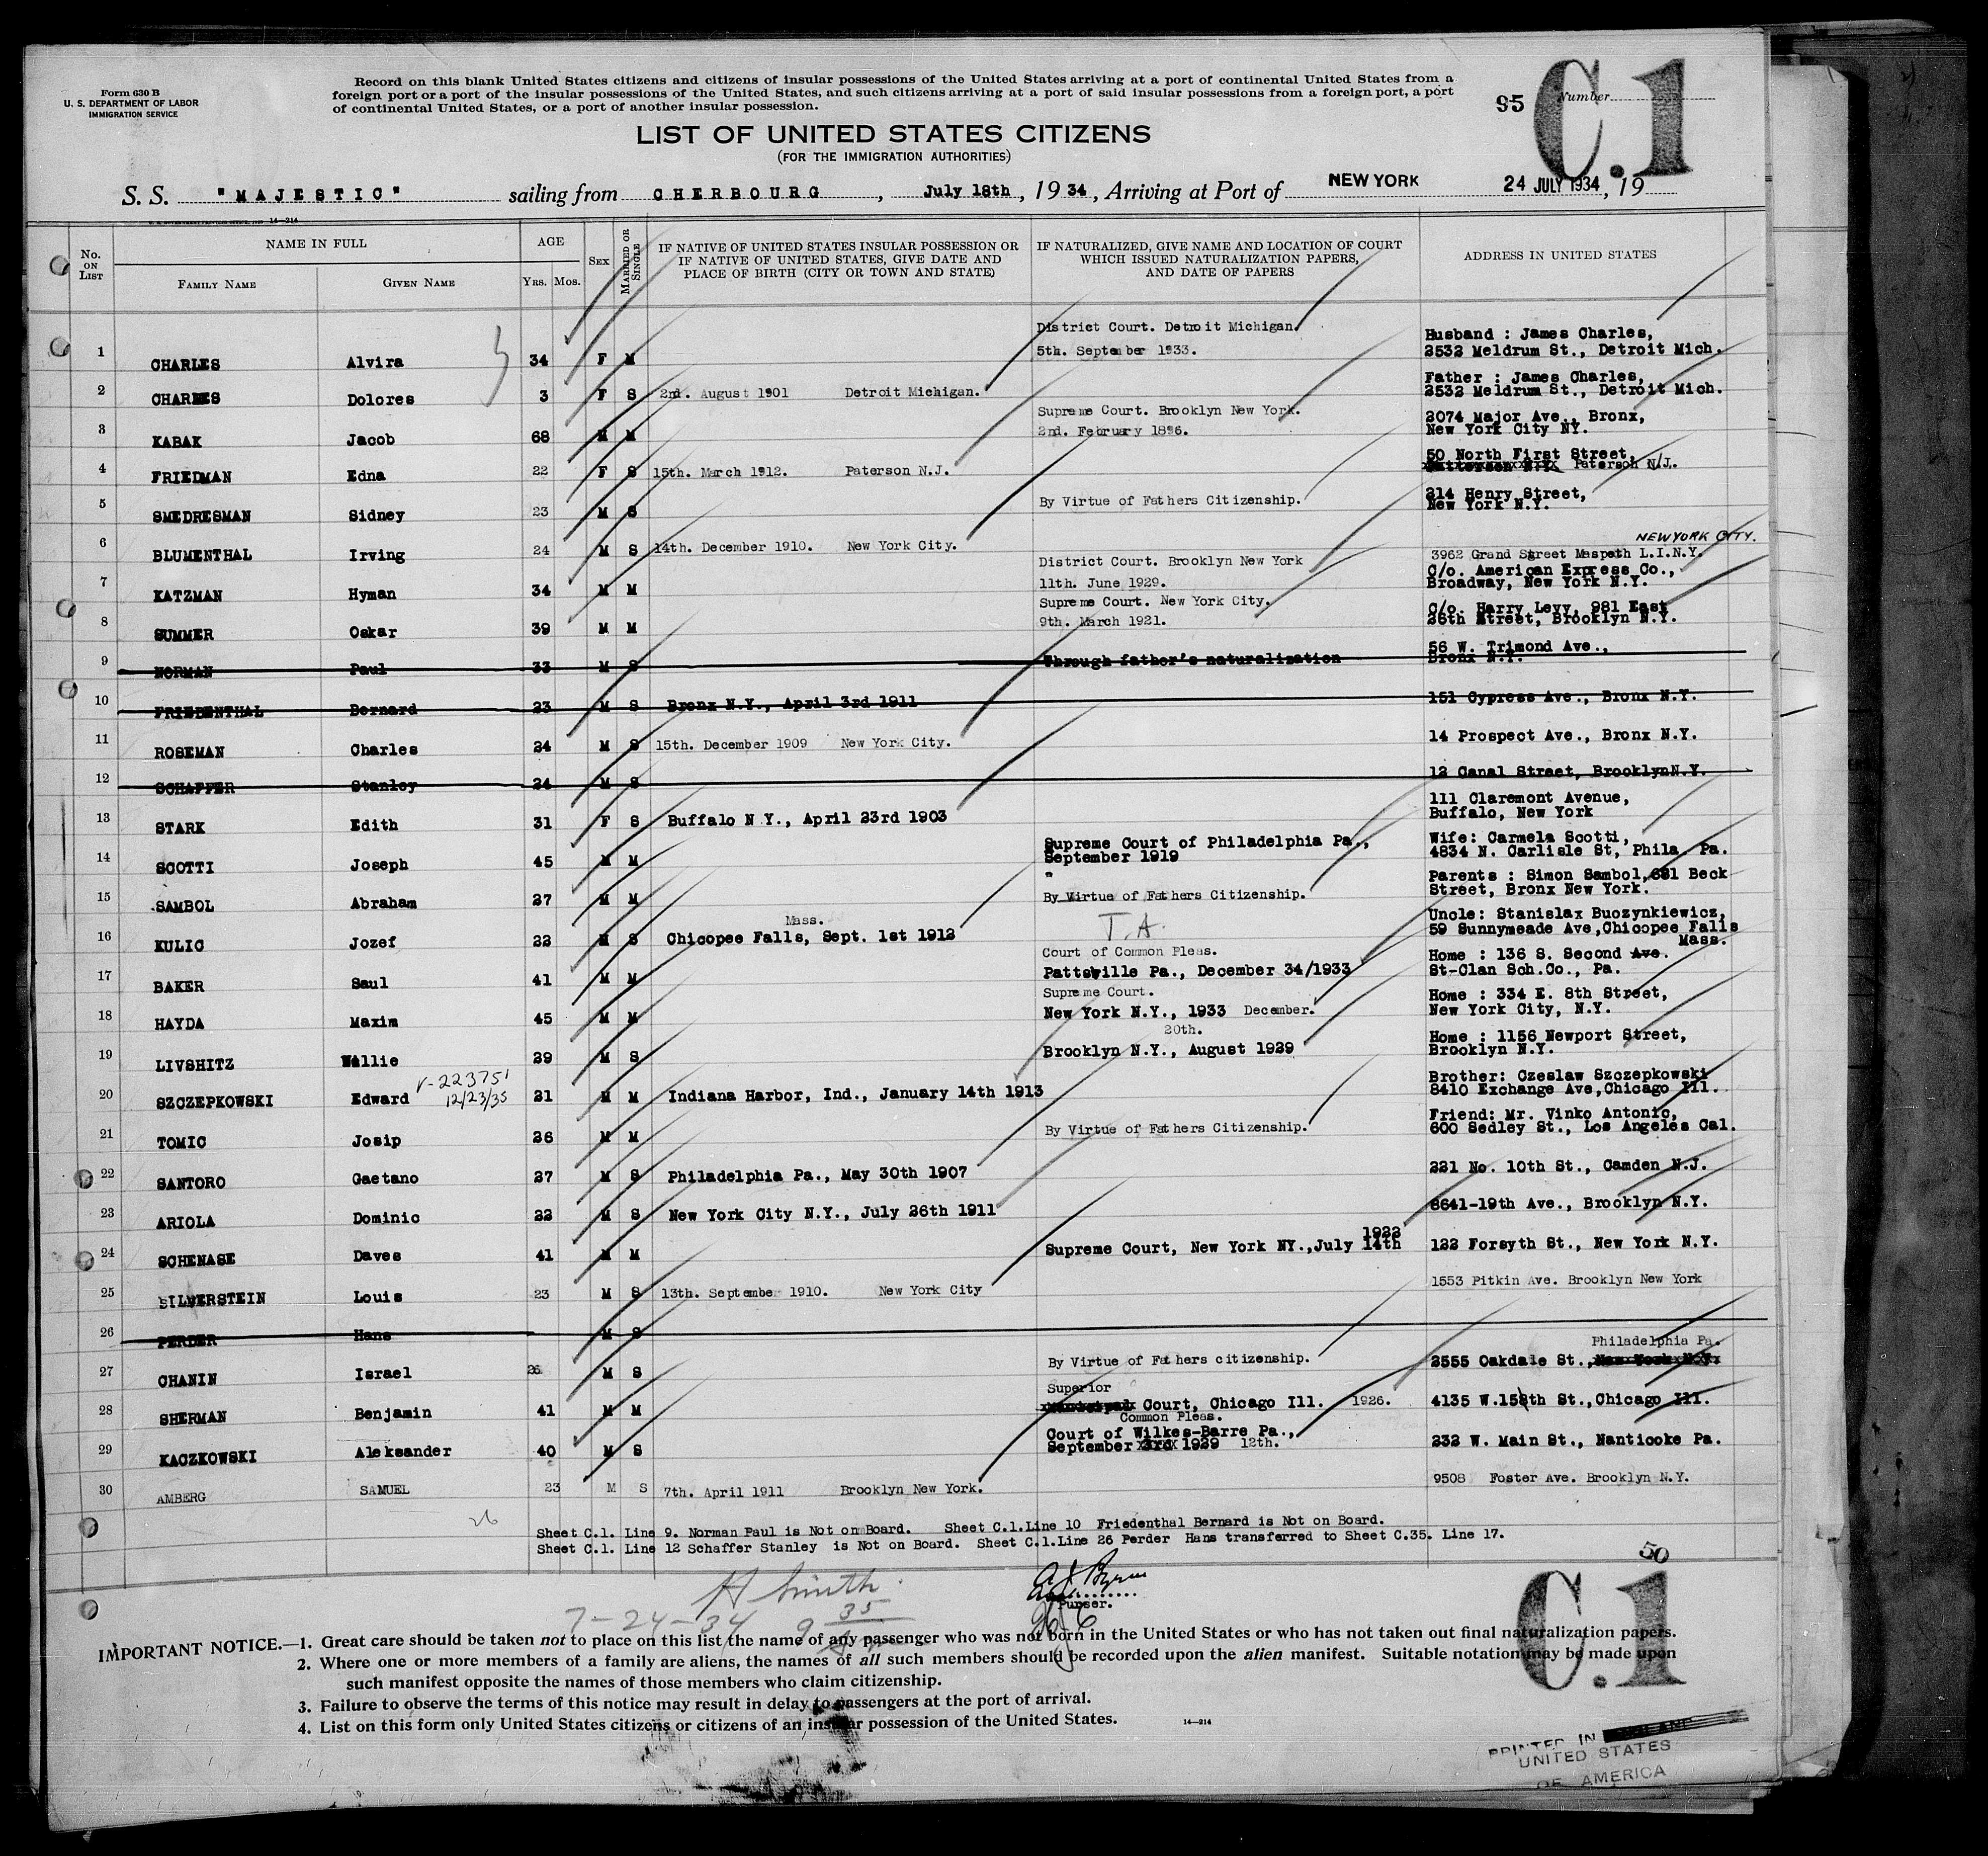 Form 630 B
U. S. DEPARTMENT OF LABOR
IMMIGRATION SERVICE
Record on this blank United States citizens and citizens of insular possessions of the United States arriving at a port of continental United States from a
foreign port or a port of the insular possessions of the United States, and such citizens arriving at a port of said insular possessions from a foreign port, a port
of continental United States, or a port of another insular possession.
95 Number
C.1
LIST OF UNITED STATES CITIZENS
(FOR THE IMMIGRATION AUTHORITIES)
S. S. "MAJESTIC" sailing from CHERBOURG, July 18th, 1934, Arriving at Port of NEW YORK 24 JULY 1934, 19
14—214
No. ON LIST
NAME IN FULL
FAMILY NAME
GIVEN NAME
AGE
YRS. MOS.
SEX
MARRIED OR SINGLE
IF NATIVE OF UNITED STATES INSULAR POSSESSION OR
IF NATIVE OF UNITED STATES, GIVE DATE AND
PLACE OF BIRTH (CITY OR TOWN AND STATE)
IF NATURALIZED, GIVE NAME AND LOCATION OF COURT
WHICH ISSUED NATURALIZATION PAPERS,
AND DATE OF PAPERS
ADDRESS IN UNITED STATES
District Court. Detroit Michigan. Husband : James Charles,
1 CHARLES Alvira 34 F M 5th. September 1933. 2532 Meldrum St., Detroit Mich.
Father : James Charles,
2 CHARLES Dolores 3 F S 2nd. August 1901 Detroit Michigan. 2532 Meldrum St., Detroit Mich.
Supreme Court. Brooklyn New York. 2074 Major Ave., Bronx,
3 KABAK Jacob 68 M M 2nd. February 1896. New York City NY.
50 North First Street,
4 FRIEDMAN Edna 22 F S 15th. March 1912. Paterson N.J. Paterson N.J.
214 Henry Street,
5 SMEDRESMAN Sidney 23 M S By Virtue of Fathers Citizenship. New York N.Y.
NEW YORK CITY.
6 BLUMENTHAL Irving 24 M S 14th. December 1910. New York City. 3962 Grand Street Maspeth L.I.N.Y.
District Court. Brooklyn New York C/o. American Express Co.,
7 KATZMAN Hyman 34 M M 11th. June 1929. Broadway, New York N.Y.
Supreme Court. New York City. C/o. Harry Levy, 981 East
8 SUMMER Oskar 39 M M 9th. March 1921. 26th Street, Brooklyn N.Y.
56 W. Trimond Ave.,
9 NORMAN Paul 33 M S Through father's naturalization Bronx N.Y.
10 FRIEDENTHAL Bernard 23 M S Bronx N.Y., April 3rd 1911 151 Cypress Ave., Bronx N.Y.
11 ROSEMAN Charles 24 M S 15th. December 1909 New York City. 14 Prospect Ave., Bronx N.Y.
12 SCHAFFER Stanley 24 M S 12 Canal Street, BrooklynN.Y.
111 Claremont Avenue,
13 STARK Edith 31 F S Buffalo N Y., April 23rd 1903 Buffalo, New York
Supreme Court of Philadelphia Pa., Wife: Carmela Scotti,
14 SCOTTI Joseph 45 M M September 1919 4834 N. Carlisle St, Phila. Pa.
" Parents : Simon Sambol, 681 Beck
15 SAMBOL Abraham 27 M M By Virtue of Fathers Citizenship. Street, Bronx New York.
Mass. T.A. Uncle: Stanislax Buozynkiewicz,
16 KULIC Jozef 22 M S Chicopee Falls, Sept. 1st 1912 59 Sunnymeade Ave,Chicopee Falls
Mass.
Court of Common Pleas. Home : 136 S. Second Ave.
17 BAKER Saul 41 M M Pattsville Pa., December 34/1933 St-Clan Sch.Co., Pa.
Supreme Court. Home : 334 E. 8th Street,
18 HAYDA Maxim 45 M M New York N.Y., 1933 December. New York City, N.Y.
20th. Home : 1156 Newport Street,
19 LIVSHITZ Willie 29 M S Brooklyn N.Y., August 1929 Brooklyn N.Y.
V-223751 Brother: Czeslaw Szczepkowski
20 SZCZEPKOWSKI Edward 12/23/35 21 M M Indiana Harbor, Ind., January 14th 1913 8410 Exchange Ave,Chicago Ill.
Friend: Mr. Vinko Antonic,
21 TOMIC Josip 26 M M By Virtue of Fathers Citizenship. 600 Sedley St., Los Angeles Cal.
22 SANTORO Gaetano 27 M S Philadelphia Pa., May 30th 1907 221 No. 10th St., Camden N.J.
23 ARIOLA Dominic 22 M S New York City N.Y., July 26th 1911 8641-19th Ave., Brooklyn N.Y.
1922
24 SCHENASE Daves 41 M M Supreme Court, New York NY.,July 14th 122 Forsyth St., New York N.Y.
25 SILBERSTEIN Louis 23 M S 13th. September 1910. New York City 1553 Pitkin Ave. Brooklyn New York
26 PERDER Hans M S
Philadelphia Pa.
27 CHANIN Israel 26 M S By Virtue of Fathers citizenship. 2555 Oakdale St., New York N.Y.
Superior
28 SHERMAN Benjamin 41 M M Municipal Court, Chicago Ill. 1926. 4135 W.158th St.,Chicago Ill.
Common Pleas.
Court of Wilkes-Barre Pa.,
29 KACZKOWSKI Aleksander 40 M S September 3rd 1929 12th. 232 W. Main St., Nanticoke Pa.
30 AMBERG SAMUEL 23 M S 7th. April 1911 Brooklyn New York. 9508 Foster Ave. Brooklyn N.Y.
26
Sheet C.1. Line 9. Norman Paul is Not on Board. Sheet C.1.Line 10 Friedenthal Bernard is Not on Board.
Sheet C.1. Line 12 Schaffer Stanley is Not on Board. Sheet C.1.Line 26 Perder Hans transferred to Sheet C.35. Line 17.
50
H Smith
7-24-34 9 35
Purser.
C.1
IMPORTANT NOTICE.—1. Great care should be taken not to place on this list the name of any passenger who was not born in the United States or who has not taken out final naturalization papers.
2. Where one or more members of a family are aliens, the names of all such members should be recorded upon the alien manifest. Suitable notation may be made upon
such manifest opposite the names of those members who claim citizenship.
3. Failure to observe the terms of this notice may result in delay to passengers at the port of arrival.
4. List on this form only United States citizens or citizens of an insular possession of the United States.
14—214
PRINTED IN
UNITED STATES
OF AMERICA